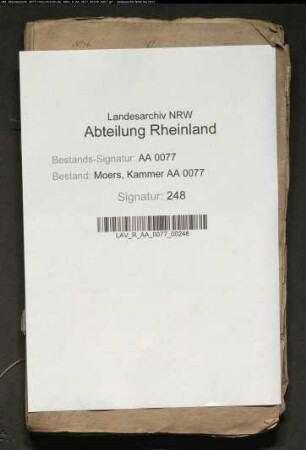 Landesarchiv NRW
Abteilung Rheinland
Bestands-Signatur: AA 0077
Bestand: Moers, Kammer AA 0077
Signatur: 248
LAV_R_AA_0077_00248